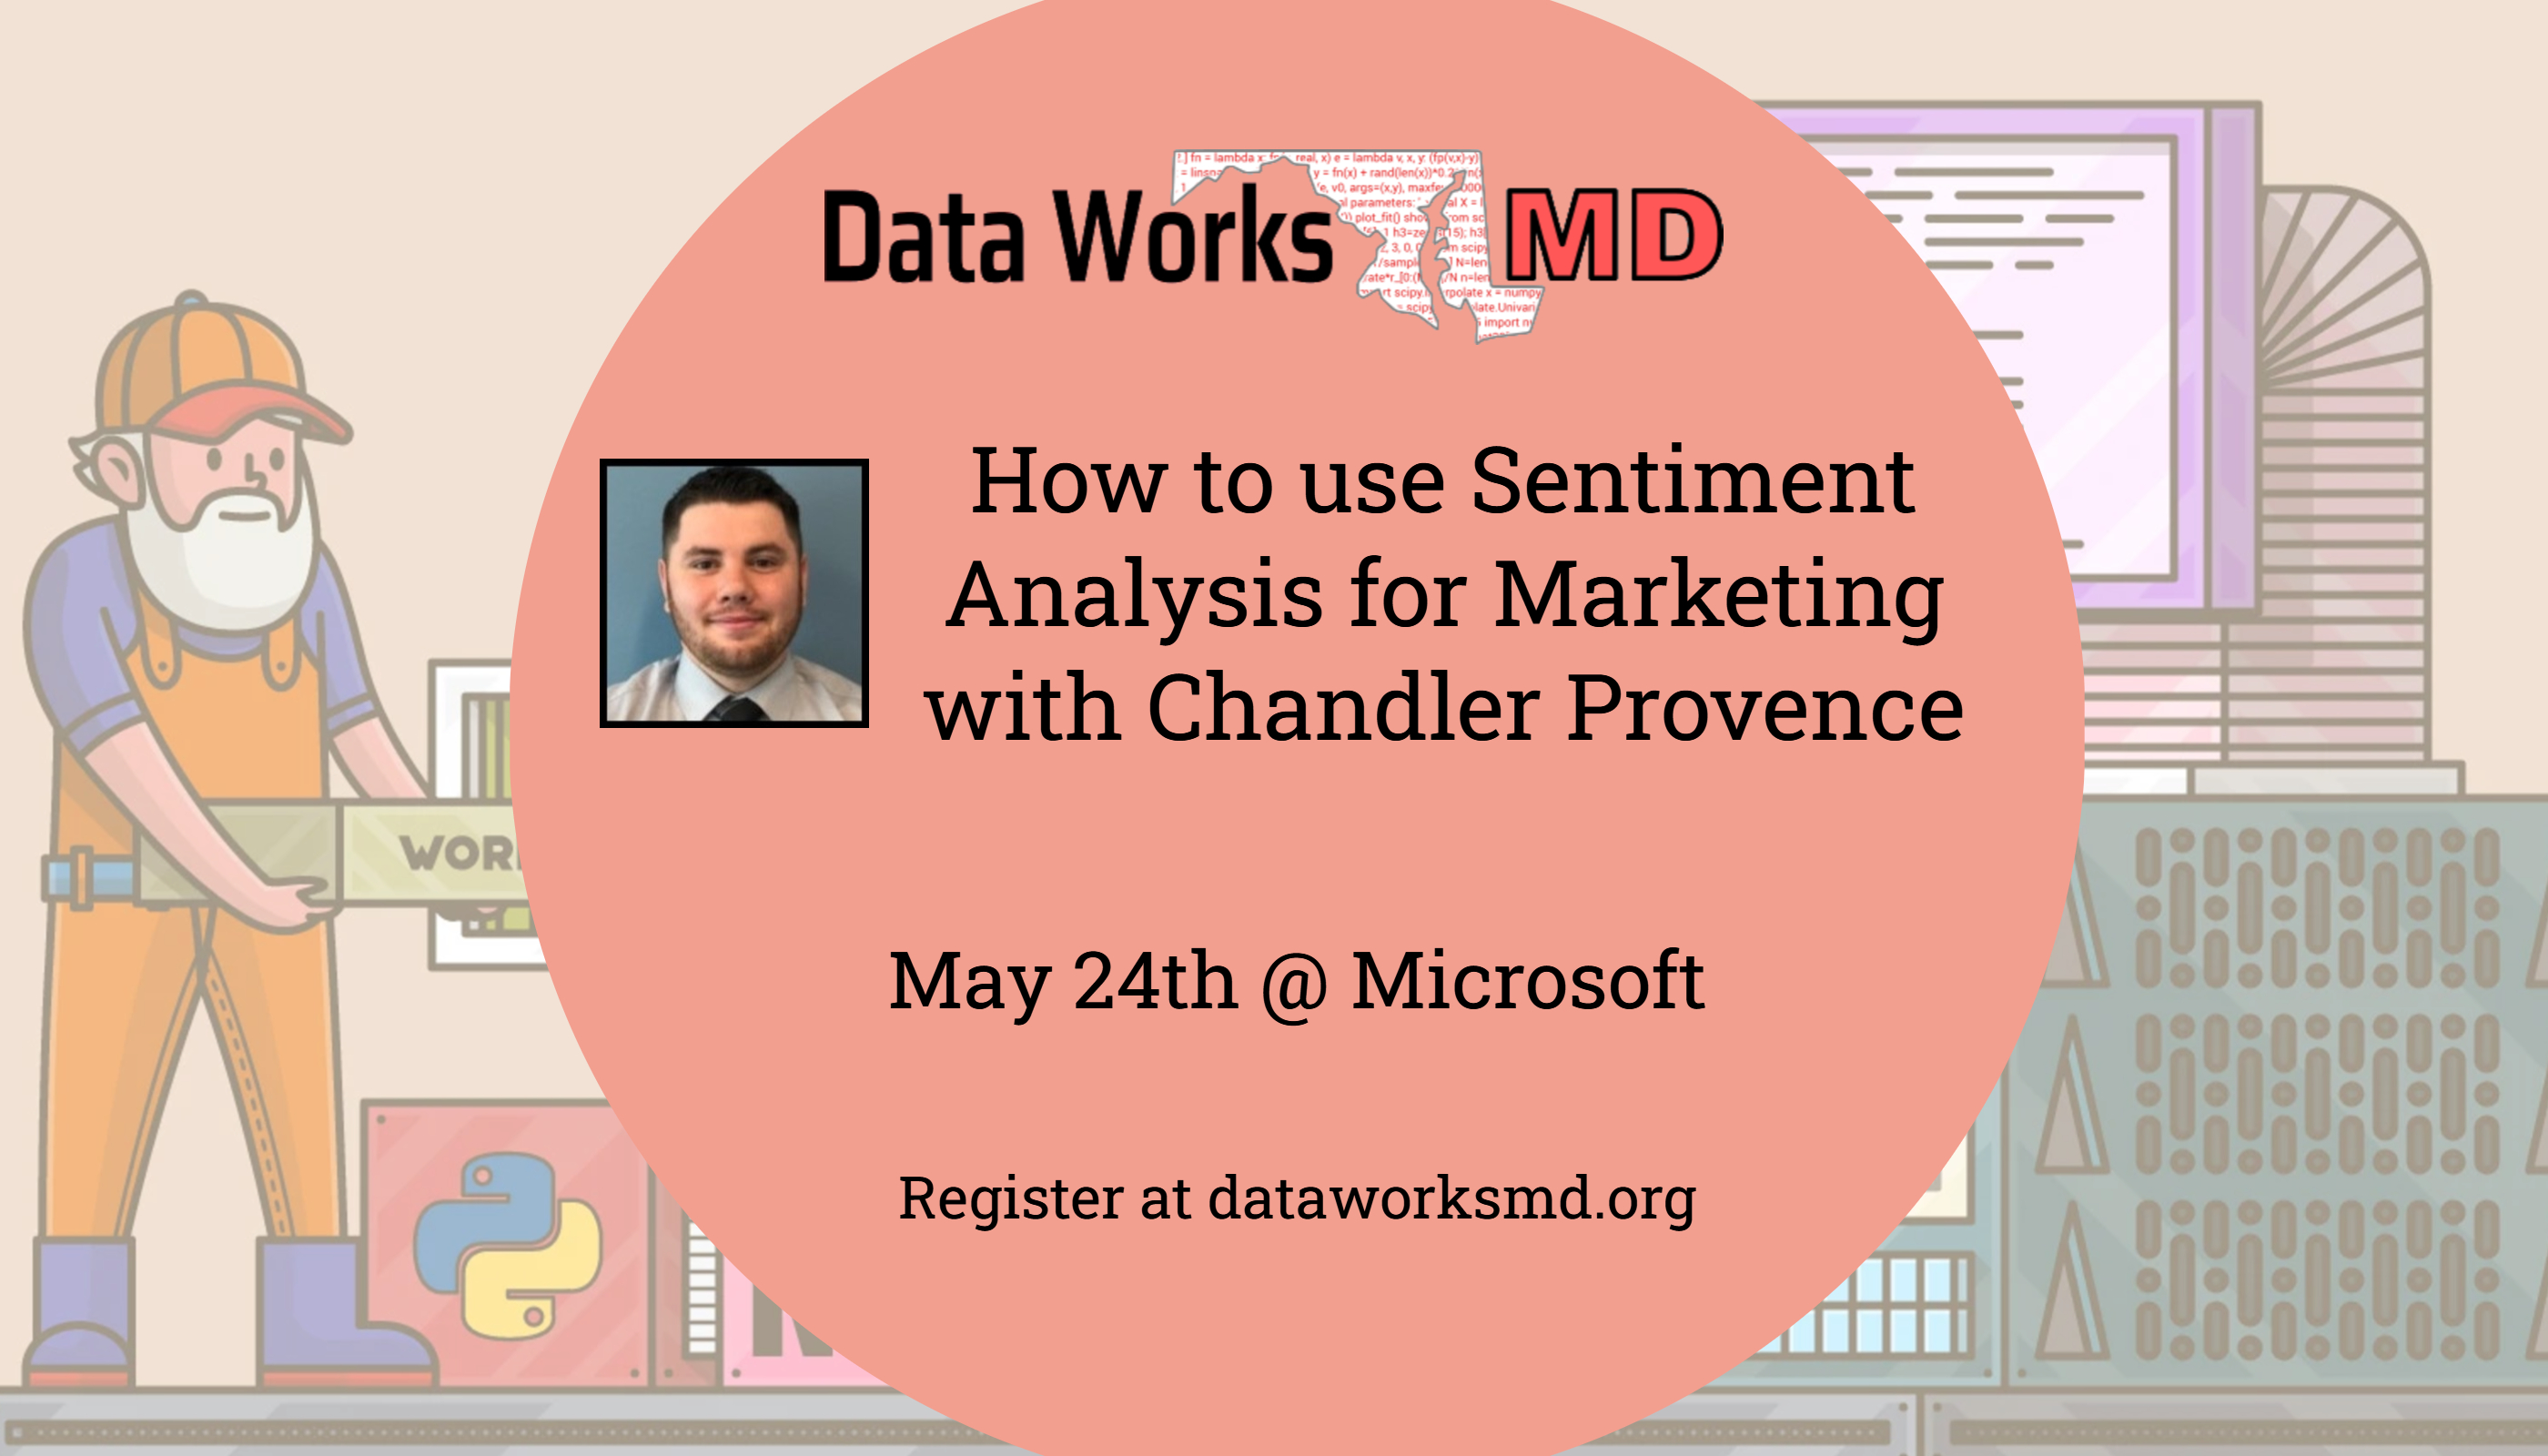 Data Works MD
How to use Sentiment
Analysis for Marketing
with Chandler Provence
WOR
May 24th @ Microsoft
Register at dataworksmd.org